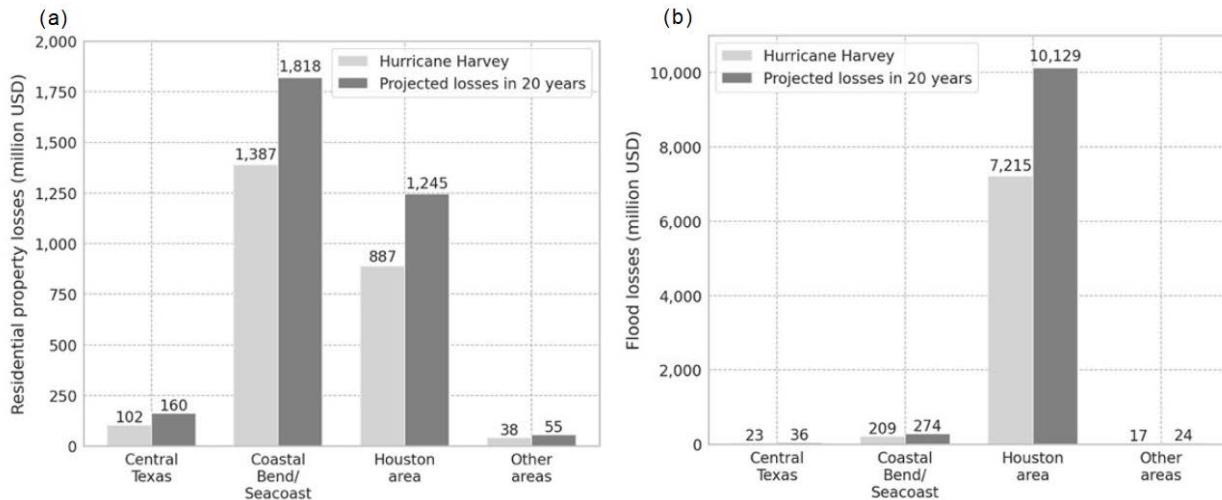 (a)
Residential property losses (million USD)
2,000
1,750
1,500
1,250
1,000
750
500
250
0
Hurricane Harvey
Projected losses in 20 years
102
160
1,387
1,818
887
1,245
38
55
Central
Texas
Coastal
Bend/
Seacoast
Houston
area
Other
areas
(b)
Flood losses (million USD)
10,000
8,000
6,000
4,000
2,000
0
Hurricane Harvey
Projected losses in 20 years
23
36
209
274
7,215
10,129
17
24
Central
Texas
Coastal
Bend/
Seacoast
Houston
area
Other
areas